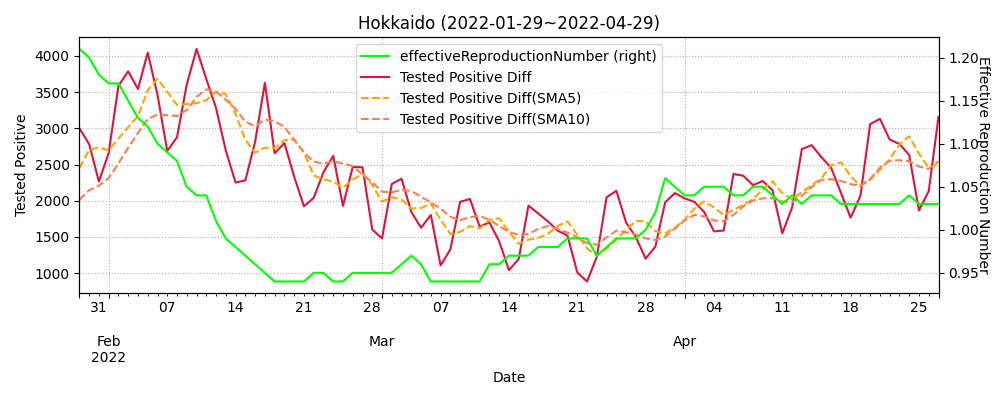 Hokkaido (2022-01-29~2022-04-29)
effectiveReproductionNumber (right)
Tested Positive Diff
Tested Positive Diff(SMA5)
Tested Positive Diff(SMA10)
Tested Positive
4000
3500
3000
2500
2000
1500
1000
1.20
1.15
1.10
1.05
1.00
0.95
Effective Reproduction Number
31 07 14 21 28 07 14 21 28 04 11 18 25
Feb Mar Apr
2022
Date